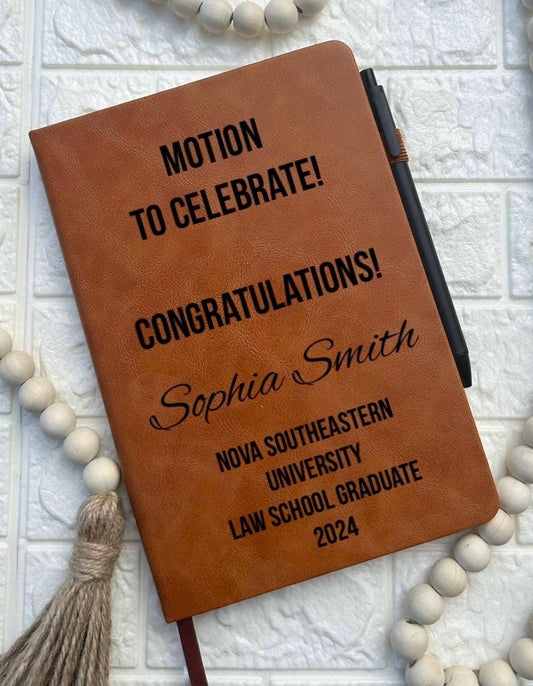 MOTION
TO CELEBRATE!
CONGRATULATIONS!
Sophia Smith
NOVA SOUTHEASTERN
UNIVERSITY
LAW SCHOOL GRADUATE
2024